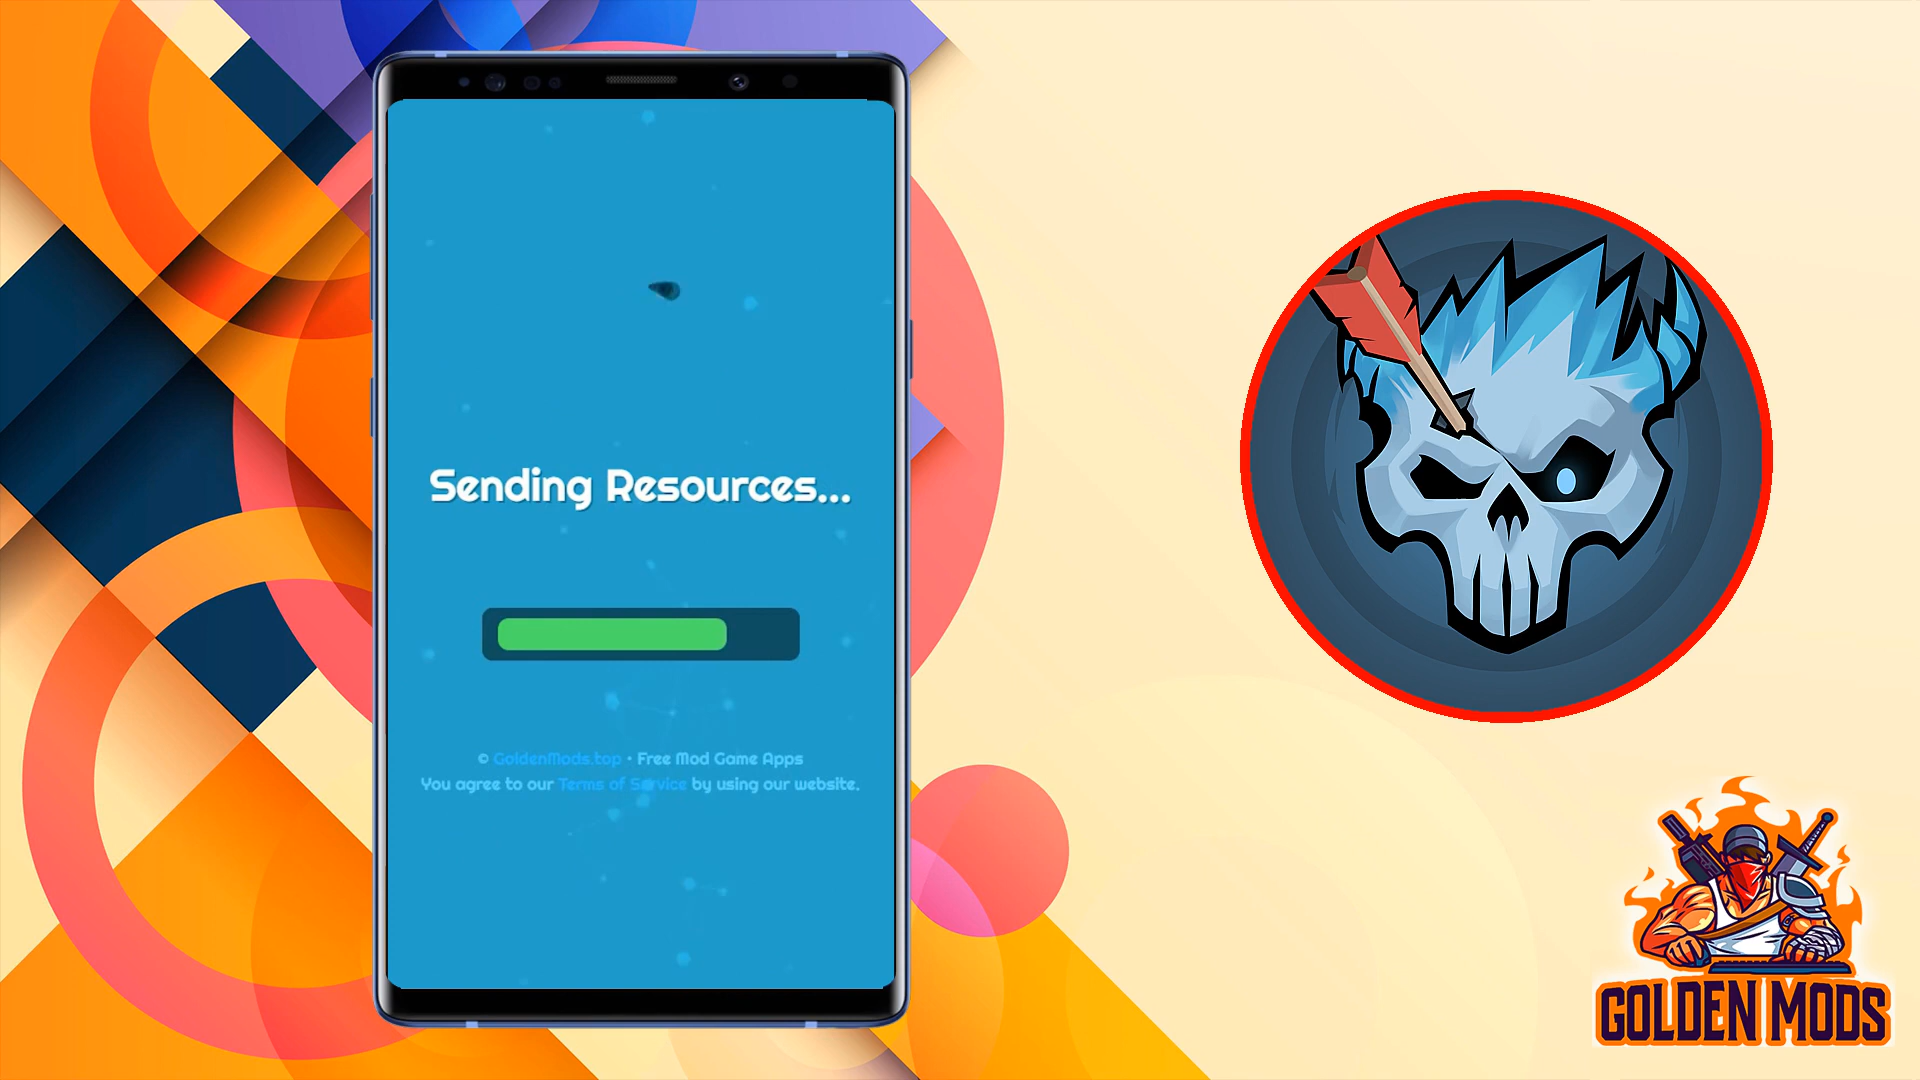 Sending Resources...
© GoldenMods.top • Free Mod Game Apps
You agree to our Terms of Service by using our website.
GOLDEN MODS